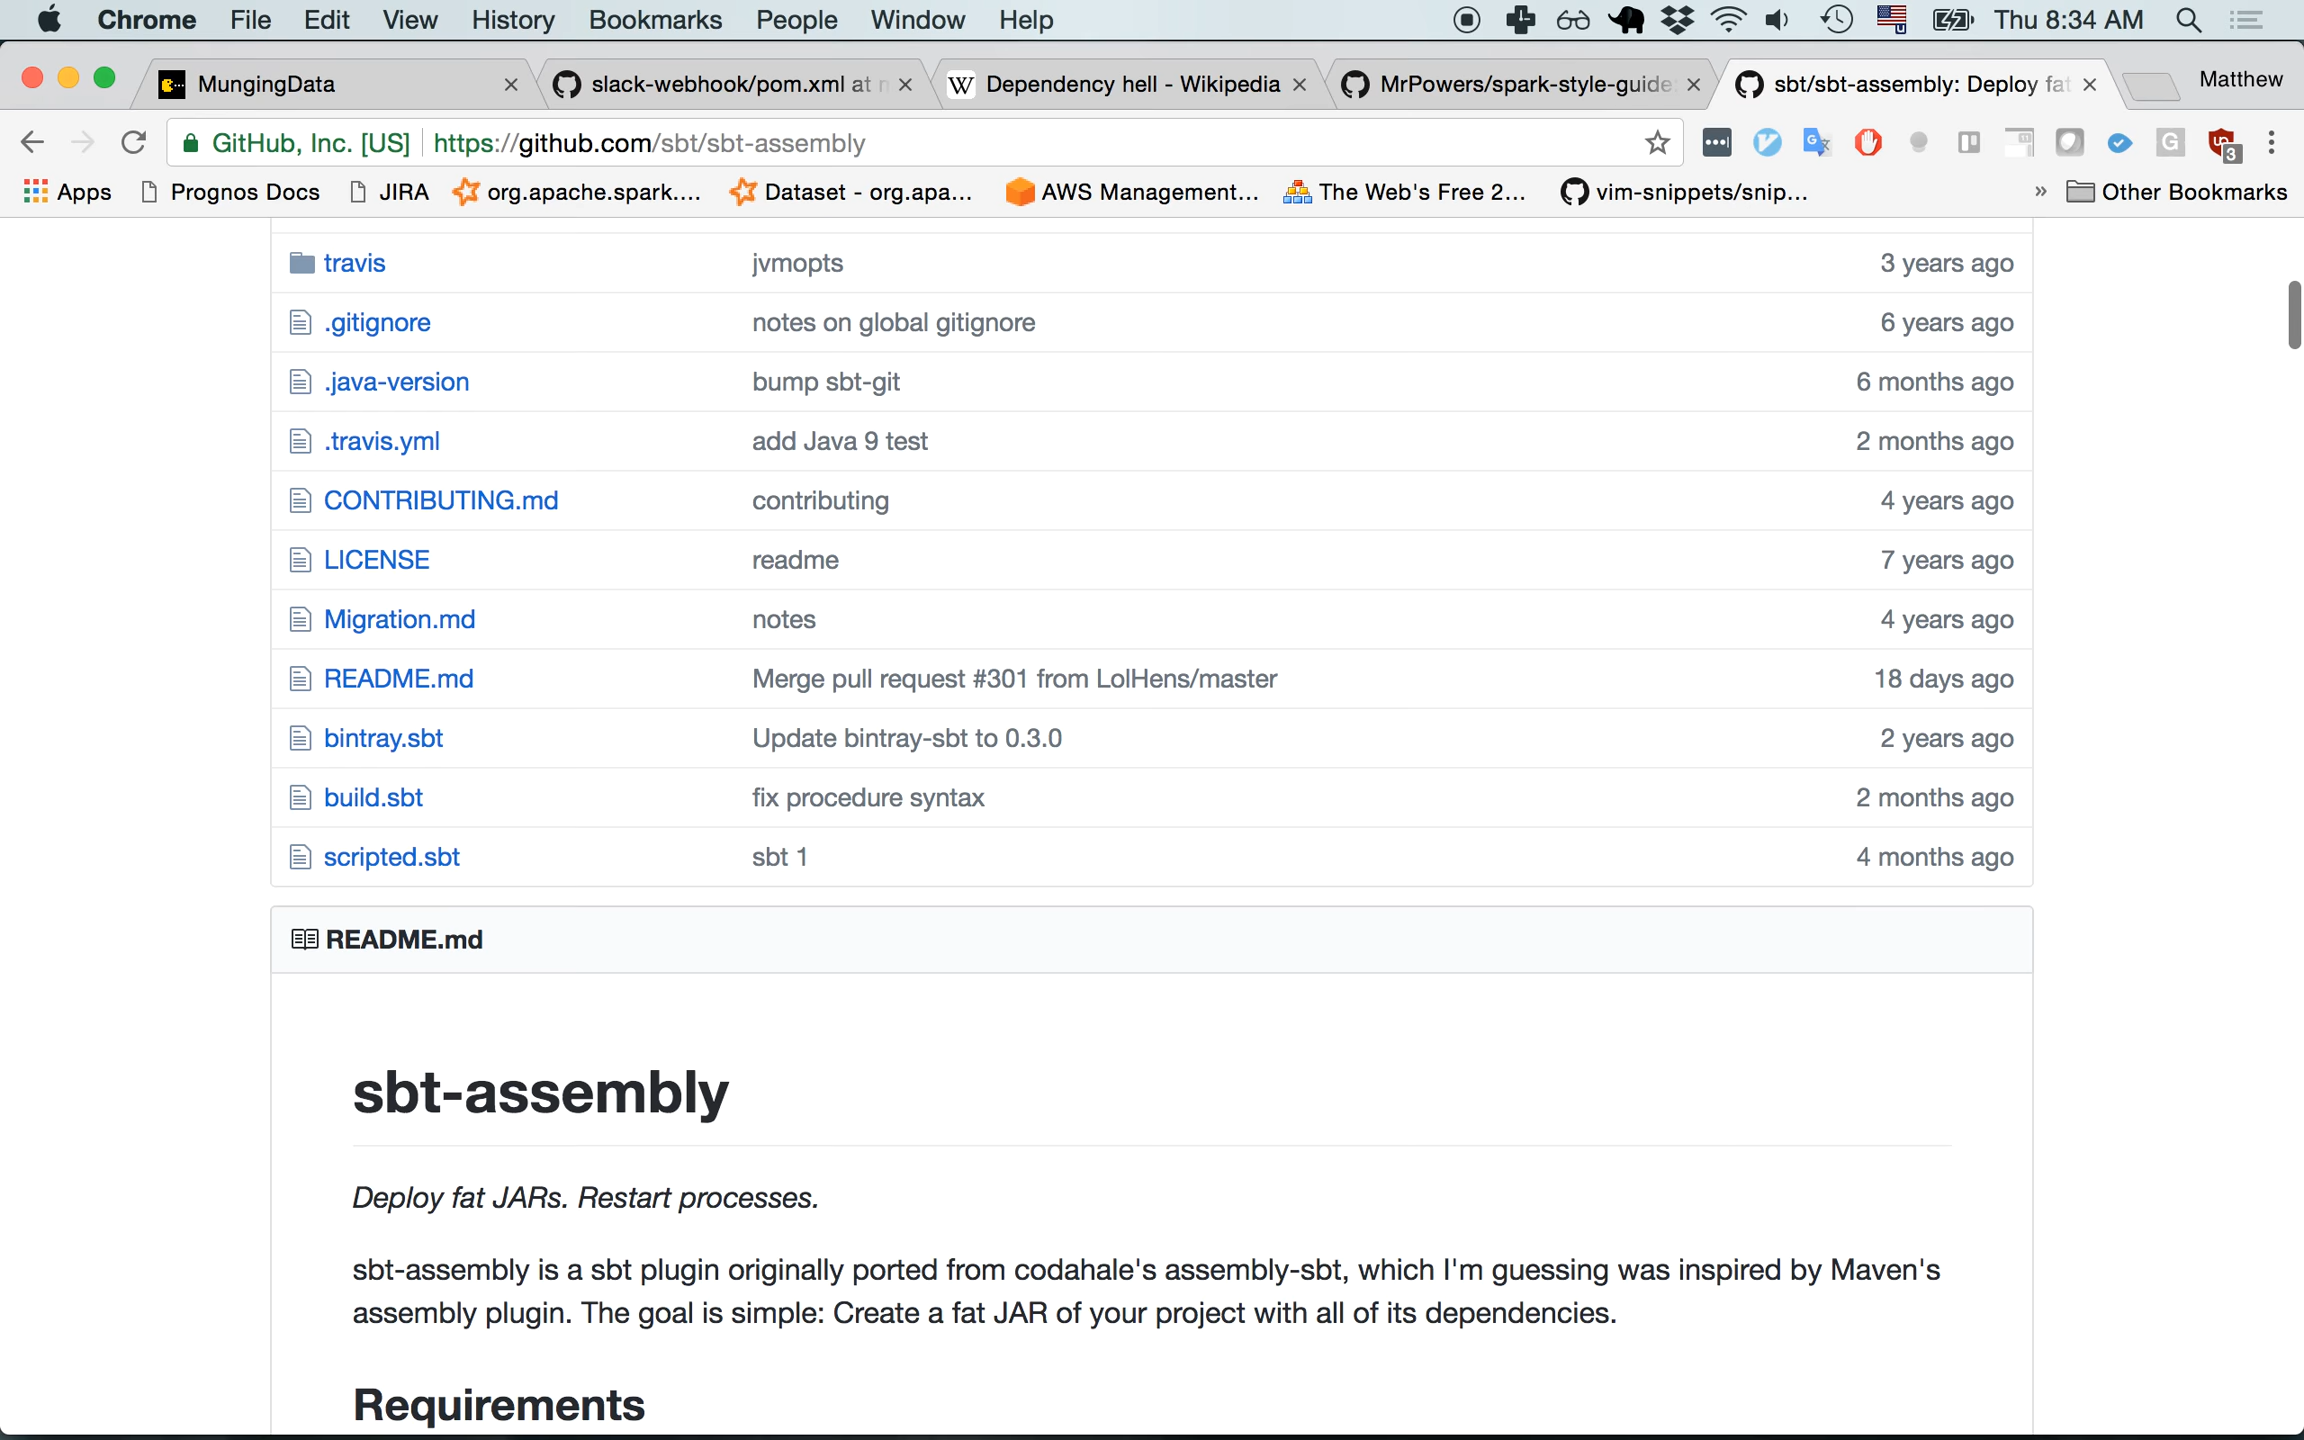 Chrome File Edit View History Bookmarks People Window Help Thu 8:34 AM
MungingData slack-webhook/pom.xml at Dependency hell - Wikipedia MrPowers/spark-style-guide sbt/sbt-assembly: Deploy fat Matthew
GitHub, Inc. [US] https://github.com/sbt/sbt-assembly 3
Apps Prognos Docs JIRA org.apache.spark.... Dataset - org.apa... AWS Management... The Web's Free 2... vim-snippets/snip... » Other Bookmarks
travis jvmopts 3 years ago
.gitignore notes on global gitignore 6 years ago
.java-version bump sbt-git 6 months ago
.travis.yml add Java 9 test 2 months ago
CONTRIBUTING.md contributing 4 years ago
LICENSE readme 7 years ago
Migration.md notes 4 years ago
README.md Merge pull request #301 from LolHens/master 18 days ago
bintray.sbt Update bintray-sbt to 0.3.0 2 years ago
build.sbt fix procedure syntax 2 months ago
scripted.sbt sbt 1 4 months ago
README.md
sbt-assembly
Deploy fat JARs. Restart processes.
sbt-assembly is a sbt plugin originally ported from codahale's assembly-sbt, which I'm guessing was inspired by Maven's
assembly plugin. The goal is simple: Create a fat JAR of your project with all of its dependencies.
Requirements